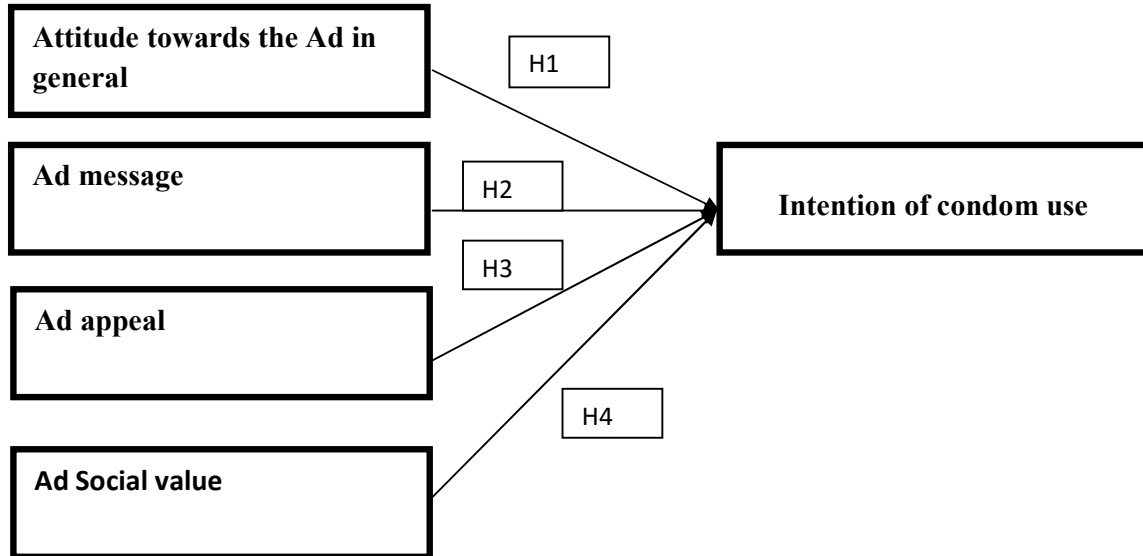 Attitude towards the Ad in
general
H1
Ad message
H2
Intention of condom use
H3
Ad appeal
H4
Ad Social value